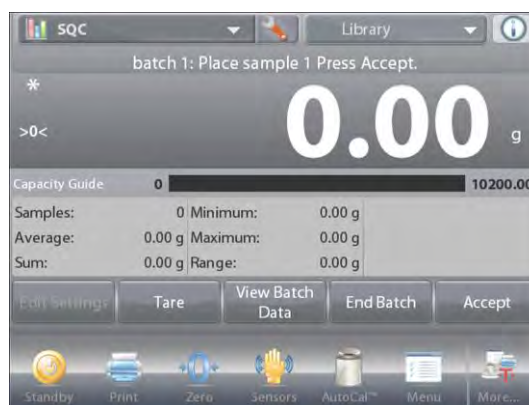 SQC Library
batch 1: Place sample 1 Press Accept.
*
>0< 0.00 g
Capacity Guide 0 10200.00
Samples: 0 Minimum: 0.00 g
Average: 0.00 g Maximum: 0.00 g
Sum: 0.00 g Range: 0.00 g
Edit Settings Tare View Batch Data End Batch Accept
Standby Print Zero Sensors AutoCal™ Menu More...